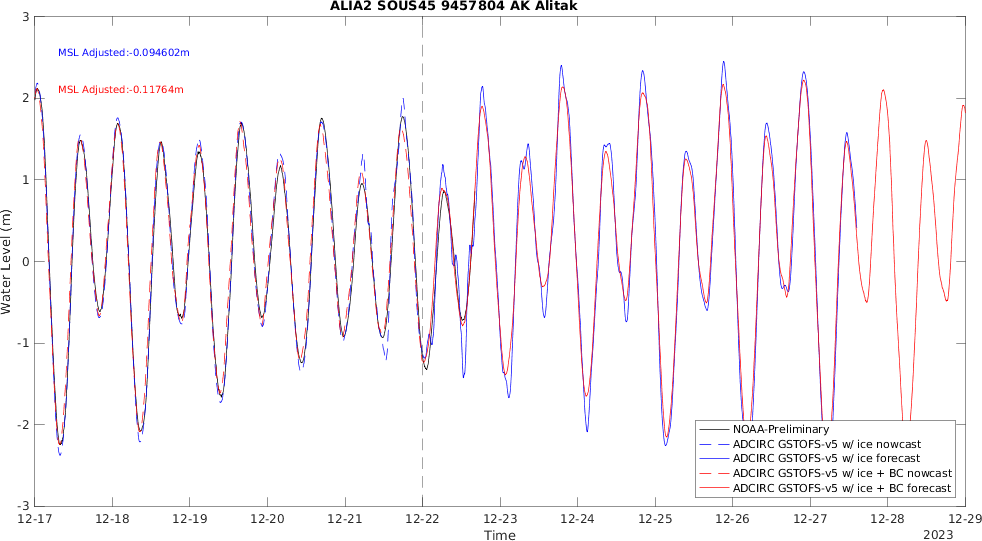 ALIA2 SOUS45 9457804 AK Alitak
MSL Adjusted:-0.094602m
MSL Adjusted:-0.11764m
Water Level (m)
3
2
1
0
-1
-2
-3
NOAA-Preliminary
ADCIRC GSTOFS-v5 w/ ice nowcast
ADCIRC GSTOFS-v5 w/ ice forecast
ADCIRC GSTOFS-v5 w/ ice + BC nowcast
ADCIRC GSTOFS-v5 w/ ice + BC forecast
12-17 12-18 12-19 12-20 12-21 12-22 12-23 12-24 12-25 12-26 12-27 12-28 12-29
Time
2023